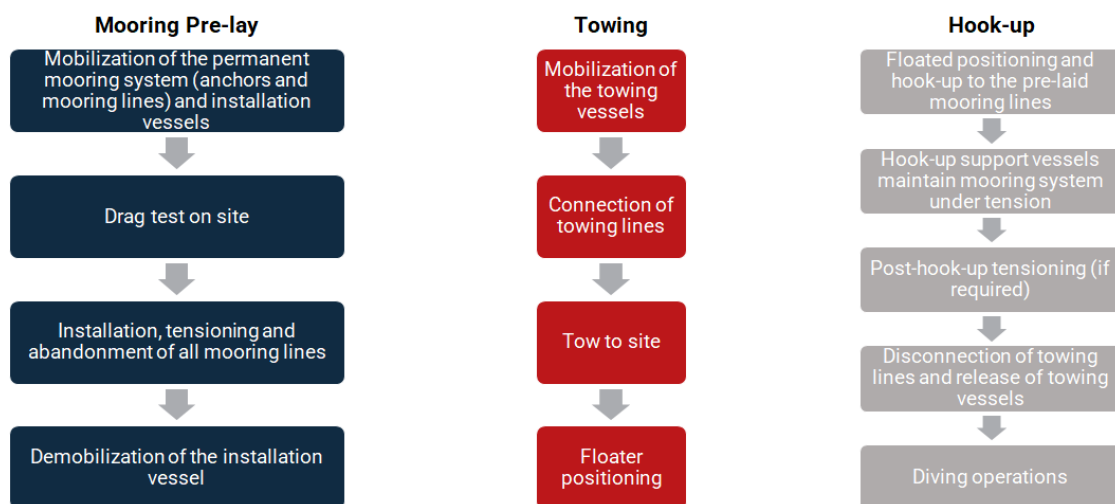 Mooring Pre-lay
Mobilization of the permanent
mooring system (anchors and
mooring lines) and installation
vessels
Drag test on site
Installation, tensioning and
abandonment of all mooring lines
Demobilization of the installation
vessel
Towing
Mobilization of
the towing
vessels
Connection of
towing lines
Tow to site
Floater
positioning
Hook-up
Floated positioning and
hook-up to the pre-laid
mooring lines
Hook-up support vessels
maintain mooring system
under tension
Post-hook-up tensioning (if
required)
Disconnection of towing
lines and release of towing
vessels
Diving operations